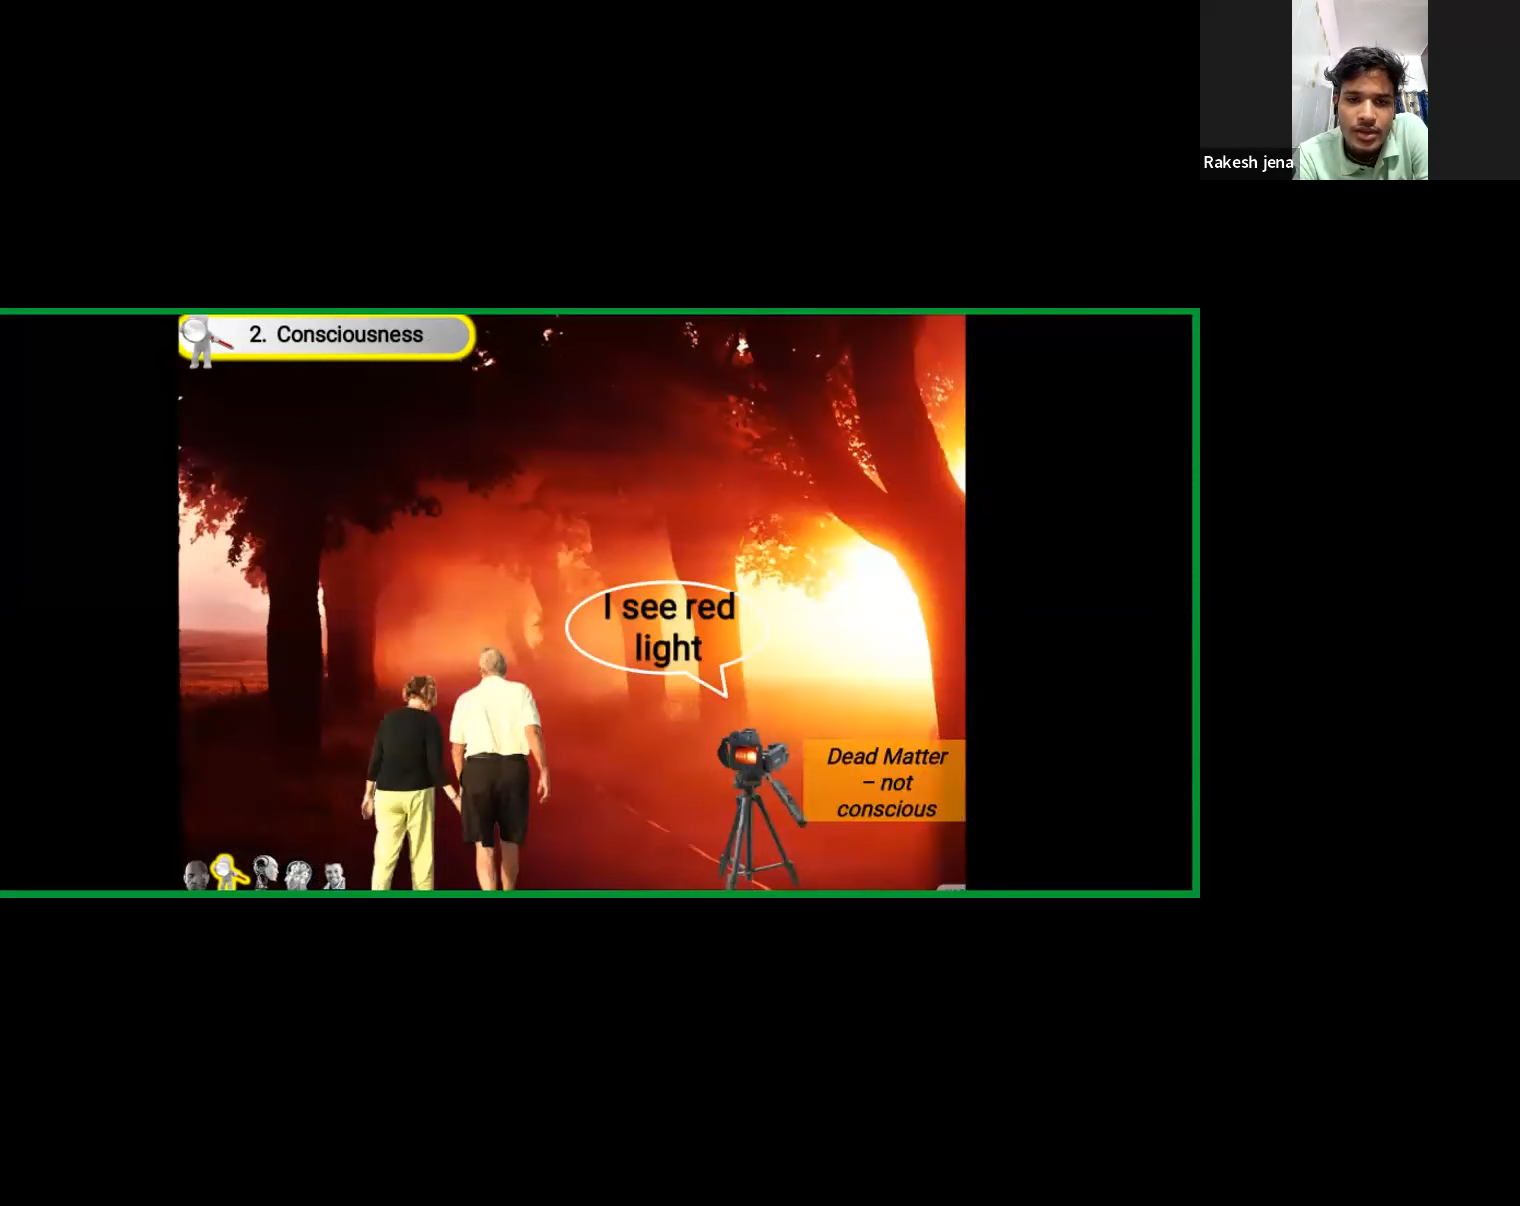 Rakesh jena
2. Consciousness
I see red
light
Dead Matter
– not
conscious